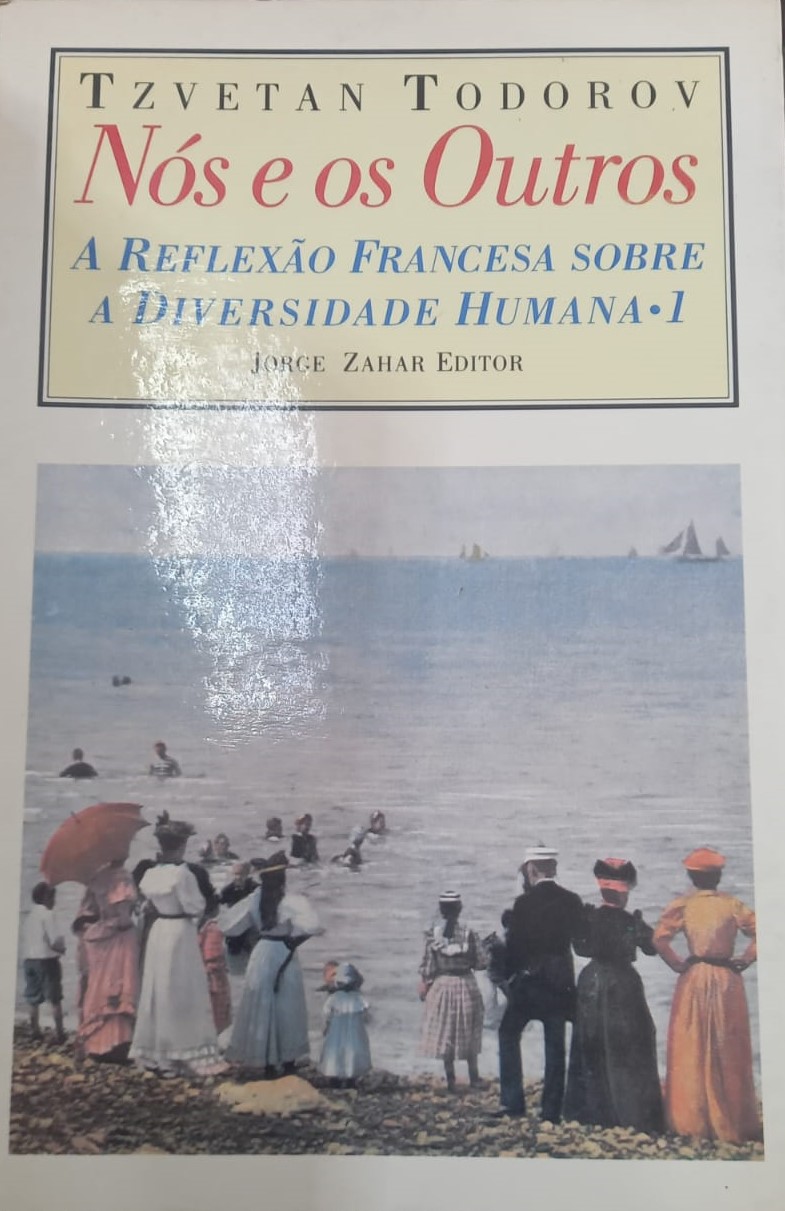 TZVETAN TODOROV
Nós e os Outros
A REFLEXÃO FRANCESA SOBRE
A DIVERSIDADE HUMANA•1
JORGE ZAHAR EDITOR